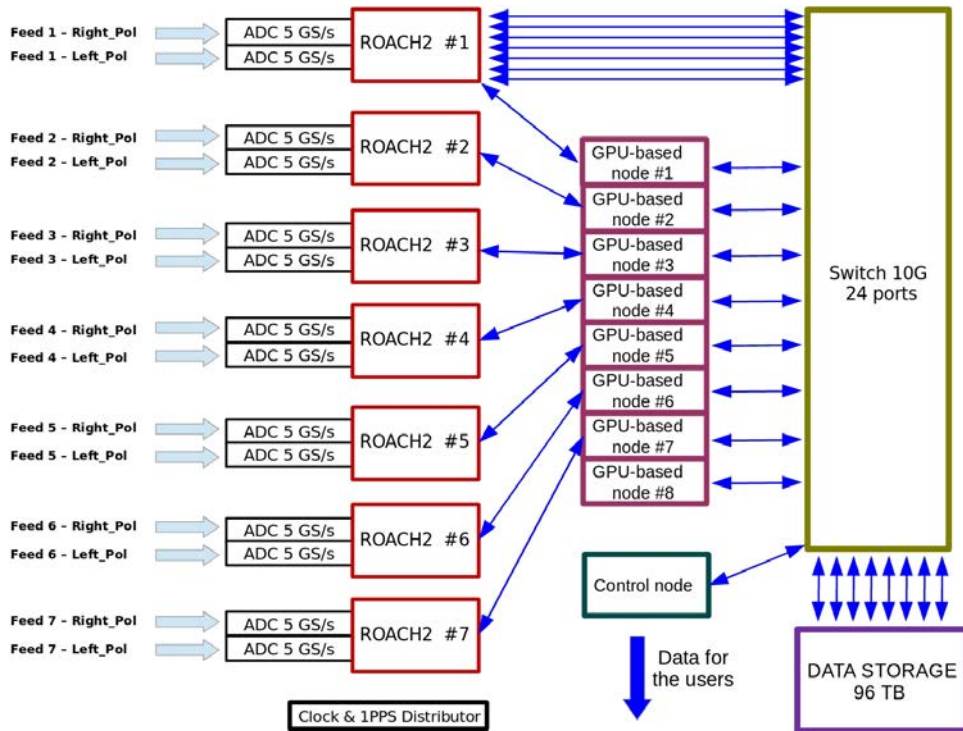 Feed 1 – Right_Pol
Feed 1 – Left_Pol
ADC 5 GS/s
ADC 5 GS/s
ROACH2 #1
Feed 2 – Right_Pol
Feed 2 – Left_Pol
ADC 5 GS/s
ADC 5 GS/s
ROACH2 #2
Feed 3 – Right_Pol
Feed 3 – Left_Pol
ADC 5 GS/s
ADC 5 GS/s
ROACH2 #3
Feed 4 – Right_Pol
Feed 4 – Left_Pol
ADC 5 GS/s
ADC 5 GS/s
ROACH2 #4
Feed 5 – Right_Pol
Feed 5 – Left_Pol
ADC 5 GS/s
ADC 5 GS/s
ROACH2 #5
Feed 6 – Right_Pol
Feed 6 – Left_Pol
ADC 5 GS/s
ADC 5 GS/s
ROACH2 #6
Feed 7 – Right_Pol
Feed 7 – Left_Pol
ADC 5 GS/s
ADC 5 GS/s
ROACH2 #7
GPU-based
node #1
GPU-based
node #2
GPU-based
node #3
GPU-based
node #4
GPU-based
node #5
GPU-based
node #6
GPU-based
node #7
GPU-based
node #8
Switch 10G
24 ports
Control node
Data for
the users
DATA STORAGE
96 TB
Clock & 1PPS Distributor